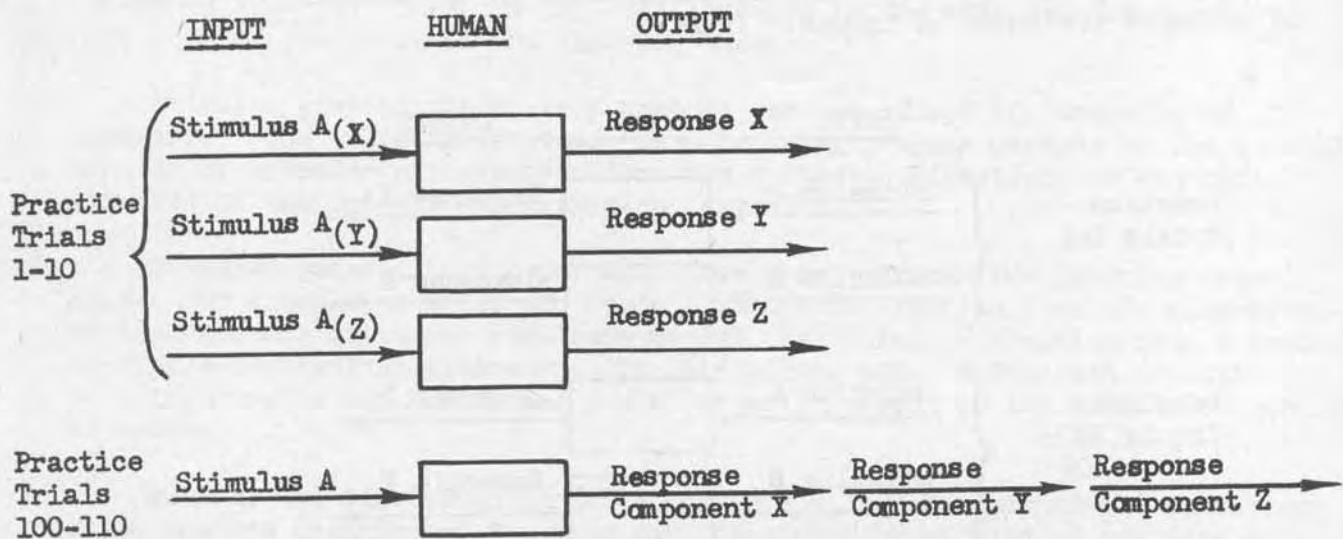 INPUT HUMAN OUTPUT
Stimulus A(X) Response X
Practice
Trials
1-10
Stimulus A(Y) Response Y
Stimulus A(Z) Response Z
Practice
Trials
100-110
Stimulus A
Response
Component X
Response
Component Y
Response
Component Z